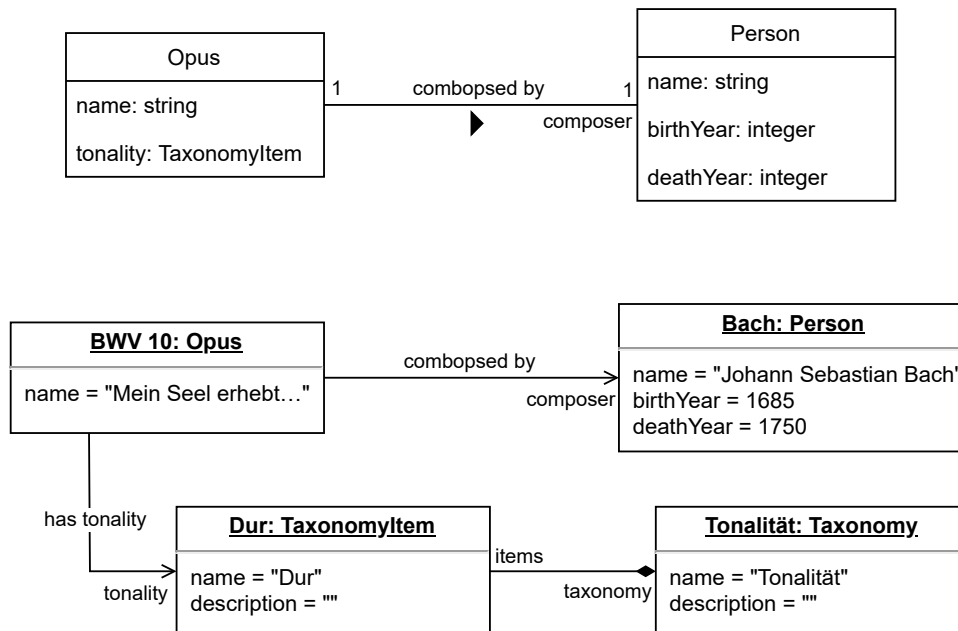 Opus
name: string
tonality: TaxonomyItem
1
combopsed by
1
composer
Person
name: string
birthYear: integer
deathYear: integer
BWV 10: Opus
name = "Mein Seel erhebt…"
combopsed by
composer
Bach: Person
name = "Johann Sebastian Bach"
birthYear = 1685
deathYear = 1750
has tonality
tonality
Dur: TaxonomyItem
name = "Dur"
description = ""
items
taxonomy
Tonalität: Taxonomy
name = "Tonalität"
description = ""